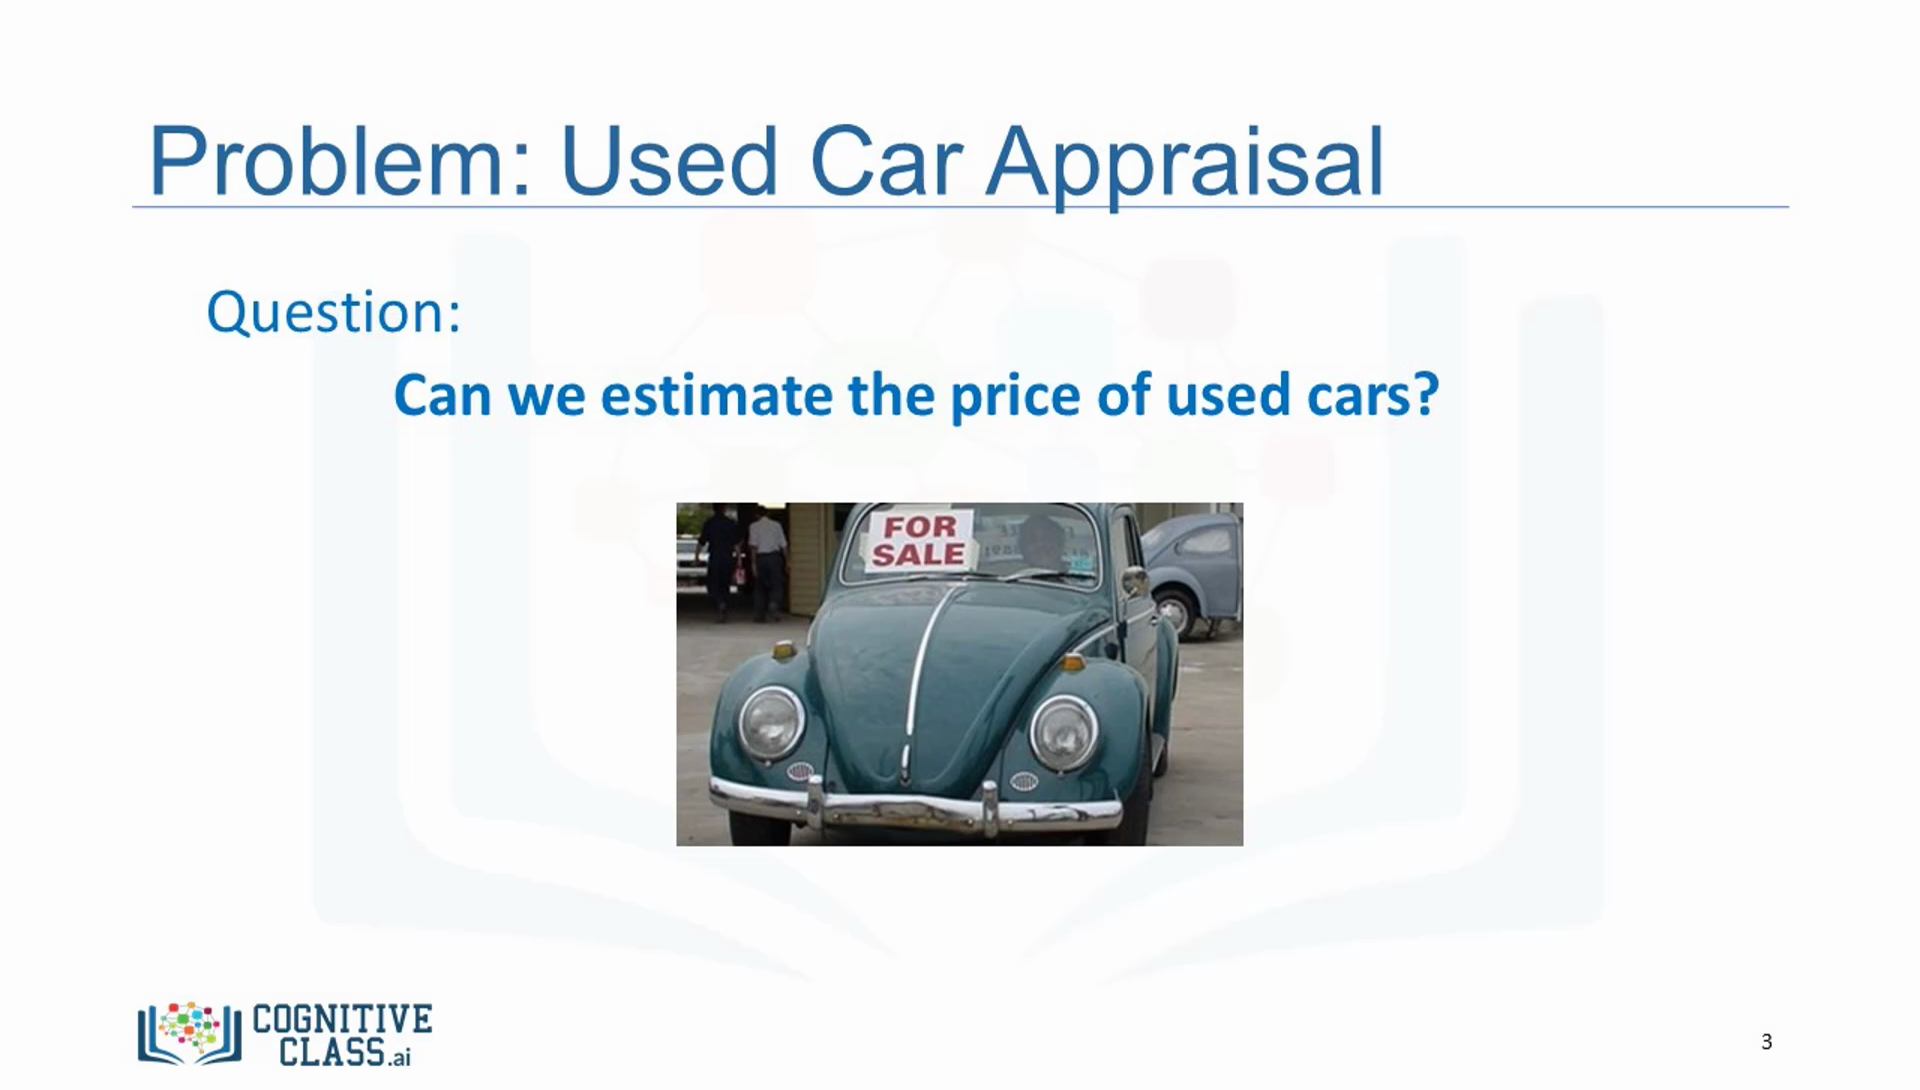 Problem: Used Car Appraisal
Question:
Can we estimate the price of used cars?
FOR
SALE
COGNITIVE
CLASS.ai
3